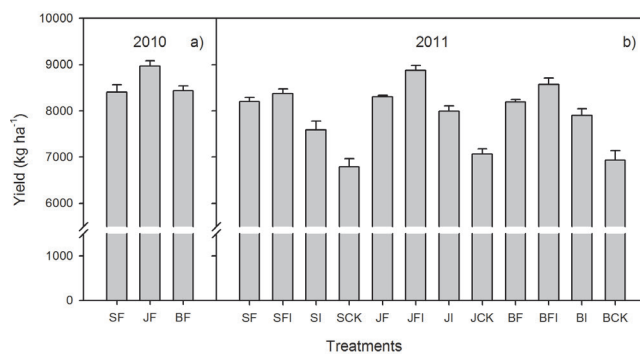 10000
2010 a)
2011 b)
9000
8000
7000
6000
1000
0
Yield (kg ha⁻¹)
SF JF BF
SF SFI SI SCK JF JFI JI JCK BF BFI BI BCK
Treatments